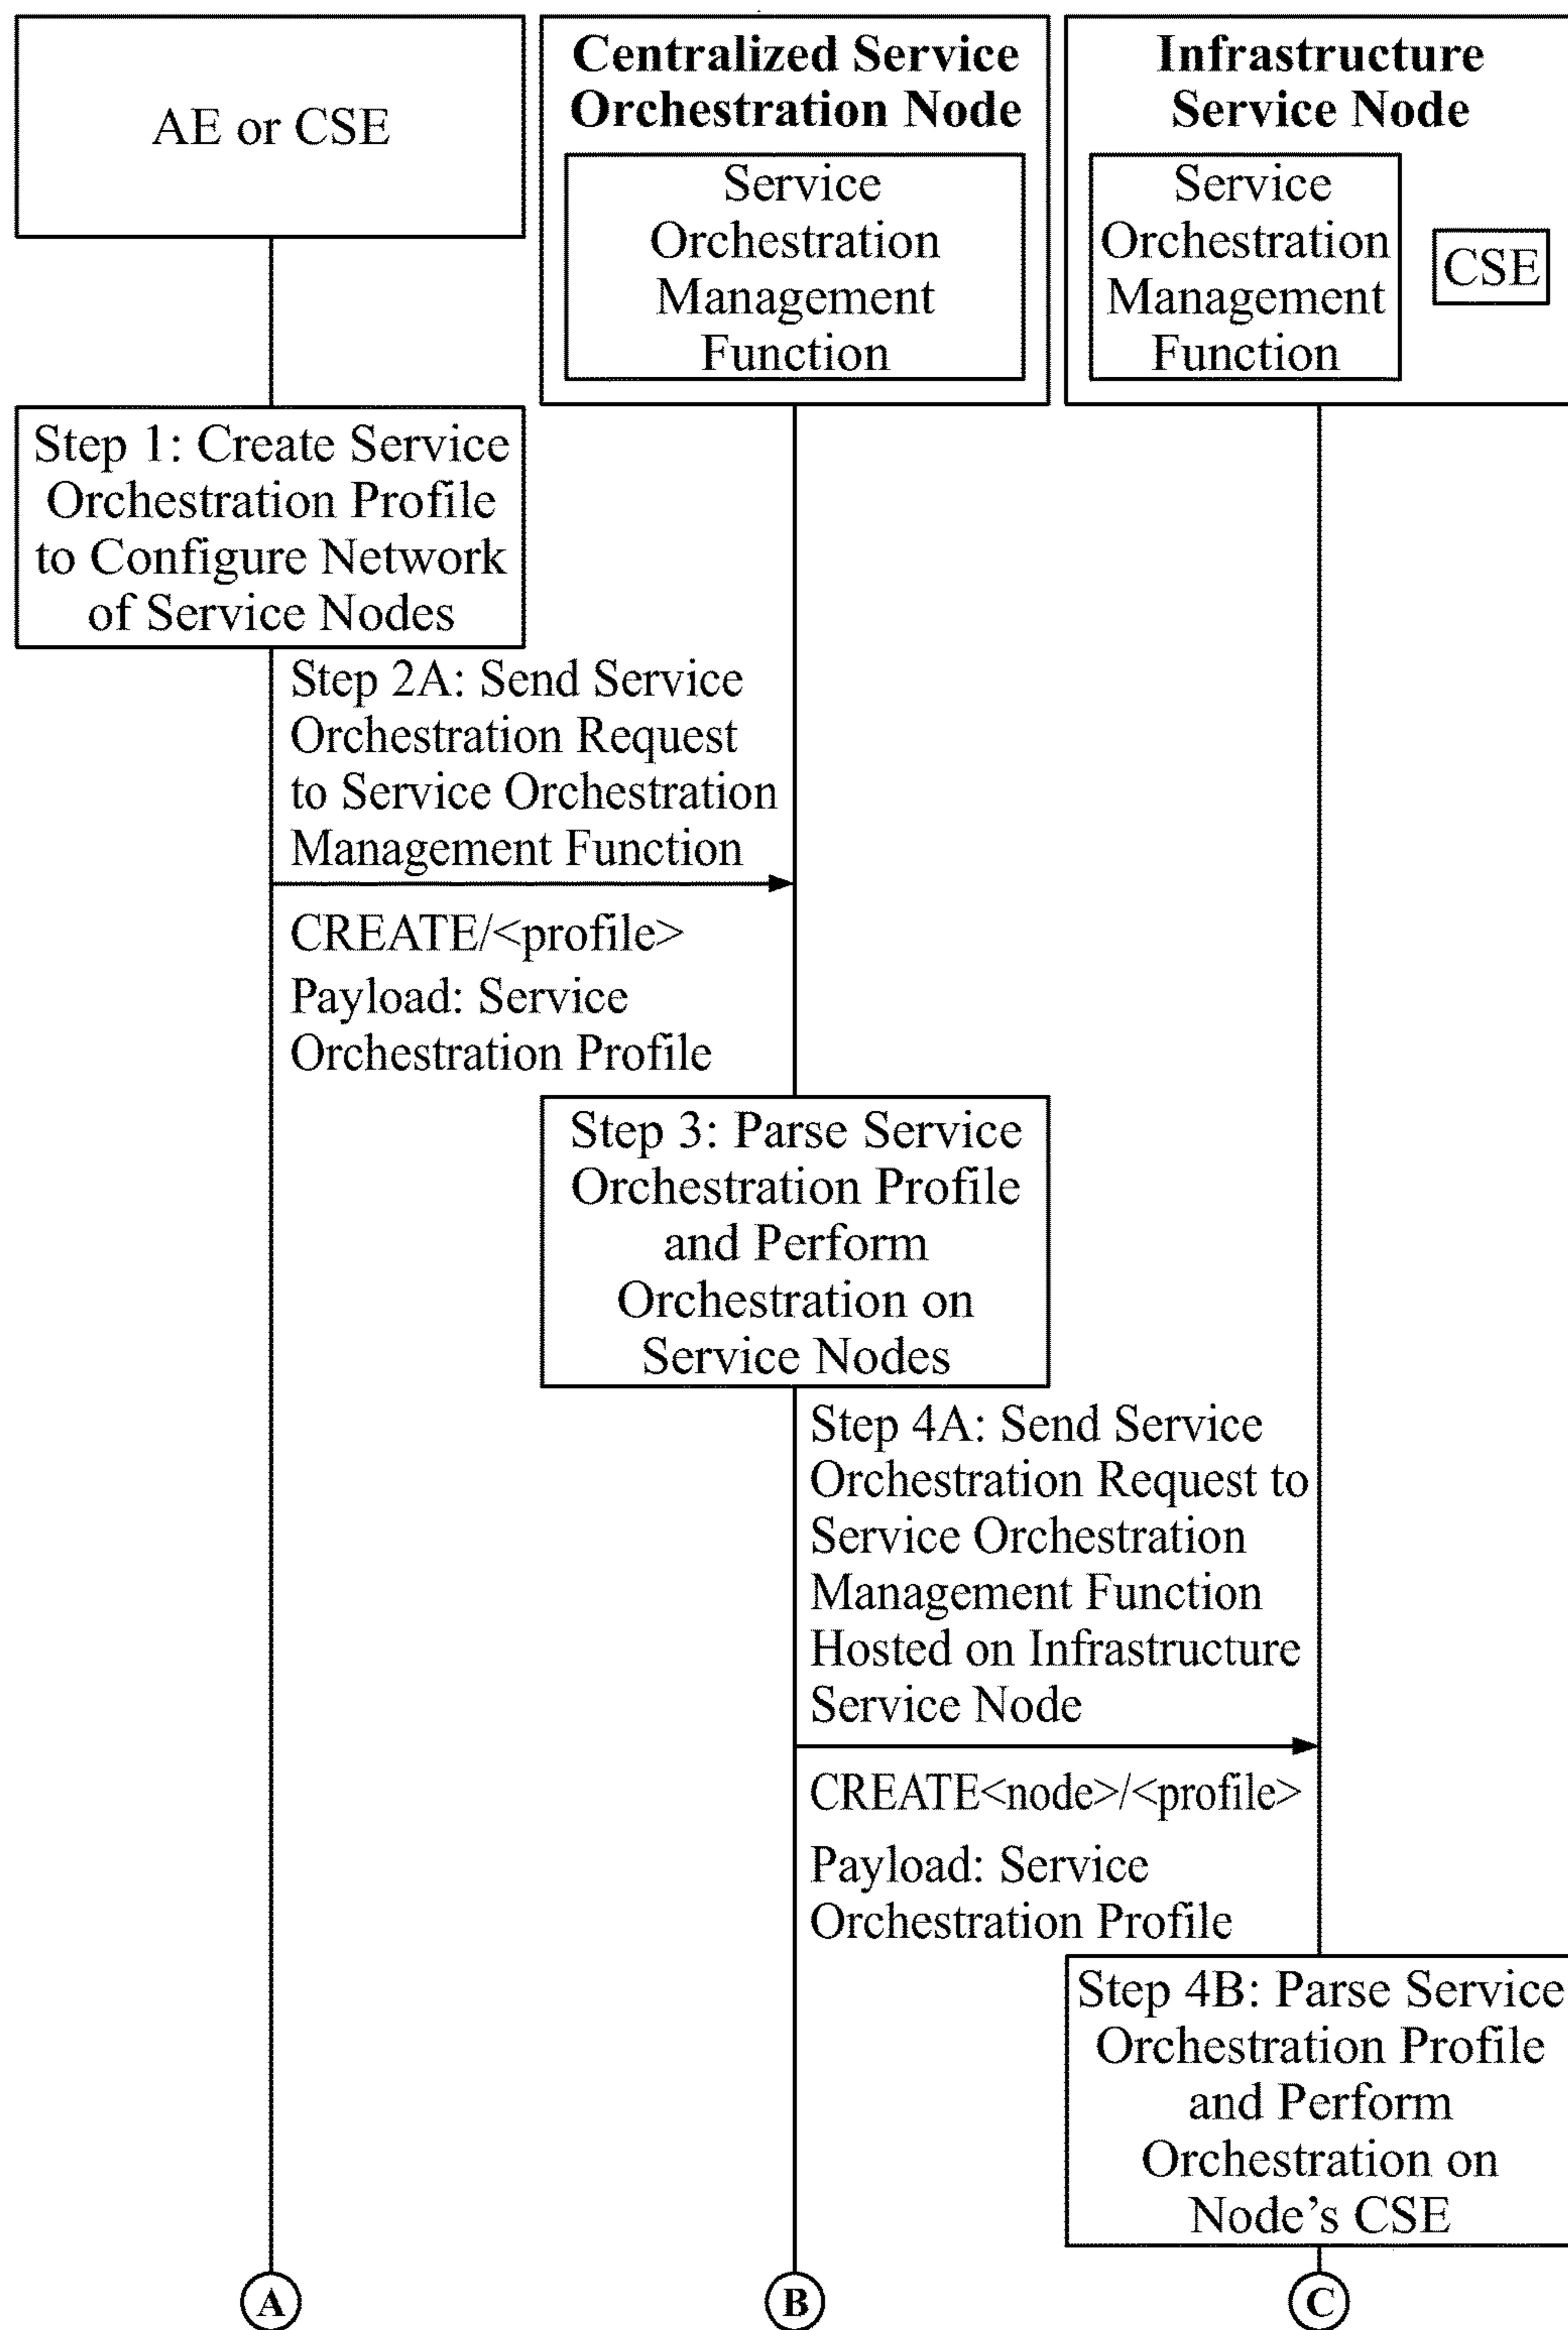 AE or CSE
Centralized Service
Orchestration Node
Service
Orchestration
Management
Function
Infrastructure
Service Node
Service
Orchestration
Management
Function
CSE
Step 1: Create Service
Orchestration Profile
to Configure Network
of Service Nodes
Step 2A: Send Service
Orchestration Request
to Service Orchestration
Management Function
CREATE/<profile>
Payload: Service
Orchestration Profile
Step 3: Parse Service
Orchestration Profile
and Perform
Orchestration on
Service Nodes
Step 4A: Send Service
Orchestration Request to
Service Orchestration
Management Function
Hosted on Infrastructure
Service Node
CREATE<node>/<profile>
Payload: Service
Orchestration Profile
Step 4B: Parse Service
Orchestration Profile
and Perform
Orchestration on
Node’s CSE
A
B
C